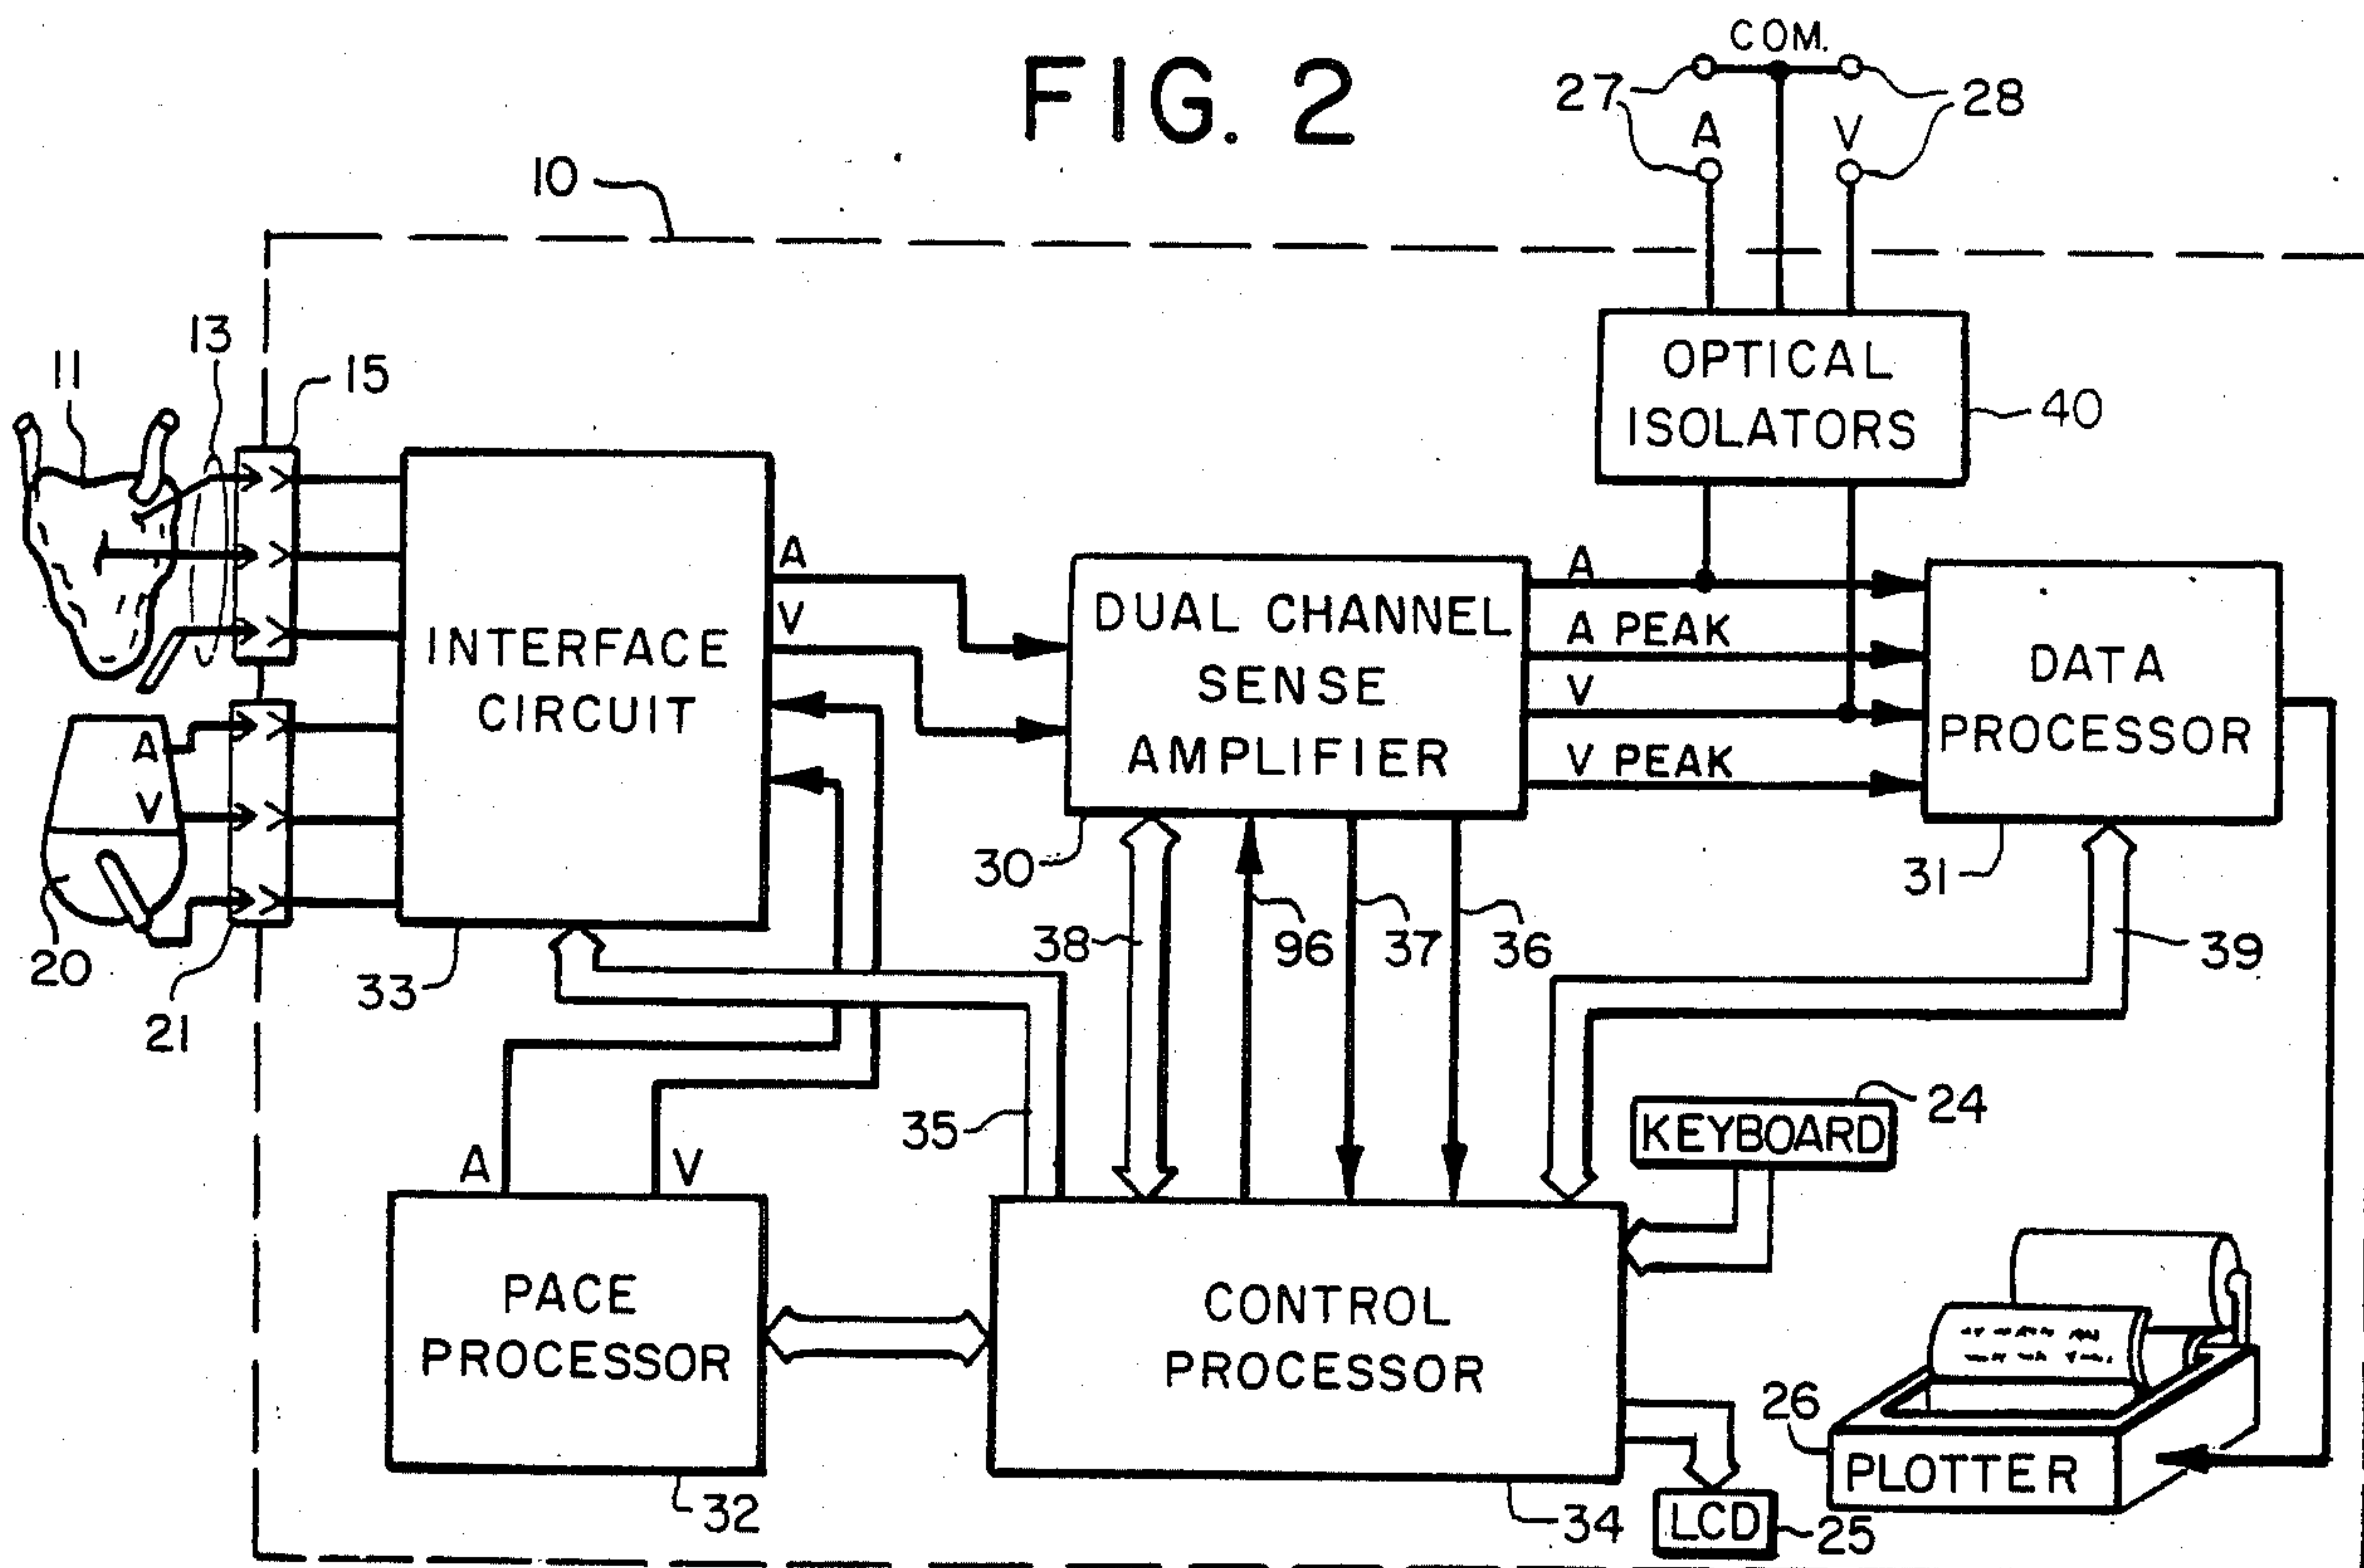 FIG. 2
COM.
27
28
A
V
10
OPTICAL
ISOLATORS
40
13
15
11
INTERFACE
CIRCUIT
A
V
DUAL CHANNEL
SENSE
AMPLIFIER
A
A PEAK
V
V PEAK
DATA
PROCESSOR
A
V
20
21
33
30
38
96
37
36
31
39
35
KEYBOARD
24
A
V
PACE
PROCESSOR
32
CONTROL
PROCESSOR
34
LCD
25
26
PLOTTER